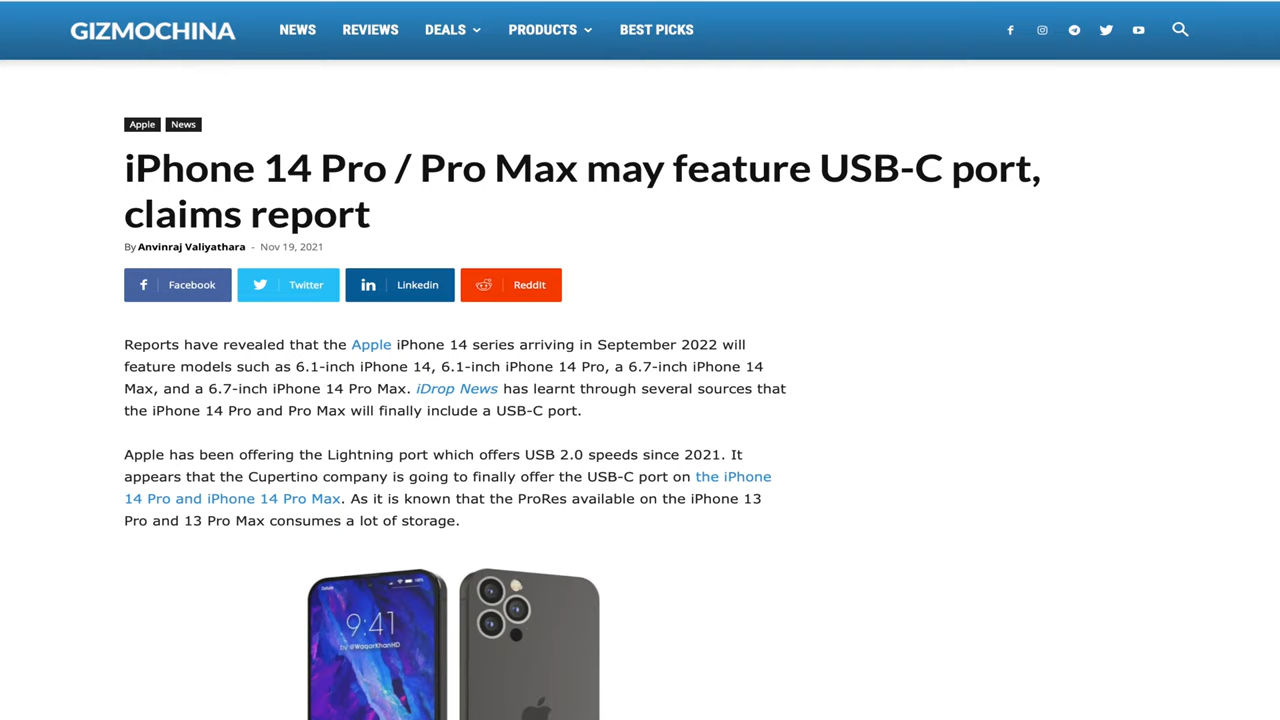 GIZMOCHINA NEWS REVIEWS DEALS PRODUCTS BEST PICKS
Apple News
iPhone 14 Pro / Pro Max may feature USB-C port,
claims report
By Anvinraj Valiyathara - Nov 19, 2021
Facebook Twitter Linkedin ReddIt
Reports have revealed that the Apple iPhone 14 series arriving in September 2022 will
feature models such as 6.1-inch iPhone 14, 6.1-inch iPhone 14 Pro, a 6.7-inch iPhone 14
Max, and a 6.7-inch iPhone 14 Pro Max. iDrop News has learnt through several sources that
the iPhone 14 Pro and Pro Max will finally include a USB-C port.
Apple has been offering the Lightning port which offers USB 2.0 speeds since 2021. It
appears that the Cupertino company is going to finally offer the USB-C port on the iPhone
14 Pro and iPhone 14 Pro Max. As it is known that the ProRes available on the iPhone 13
Pro and 13 Pro Max consumes a lot of storage.
9:41
by @WaqarKhanHD